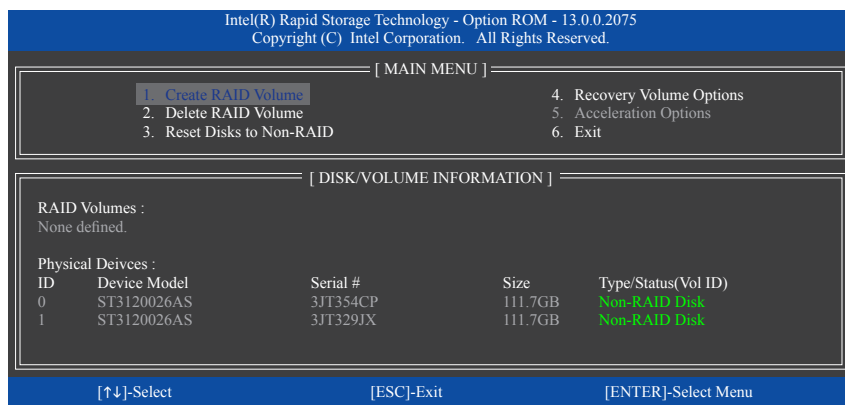 Intel(R) Rapid Storage Technology - Option ROM - 13.0.0.2075
Copyright (C) Intel Corporation. All Rights Reserved.
[ MAIN MENU ]
1. Create RAID Volume
2. Delete RAID Volume
3. Reset Disks to Non-RAID
4. Recovery Volume Options
5. Acceleration Options
6. Exit
[ DISK/VOLUME INFORMATION ]
RAID Volumes :
None defined.
Physical Deivces :
ID Device Model Serial # Size Type/Status(Vol ID)
0 ST3120026AS 3JT354CP 111.7GB Non-RAID Disk
1 ST3120026AS 3JT329JX 111.7GB Non-RAID Disk
[↑↓]-Select [ESC]-Exit [ENTER]-Select Menu